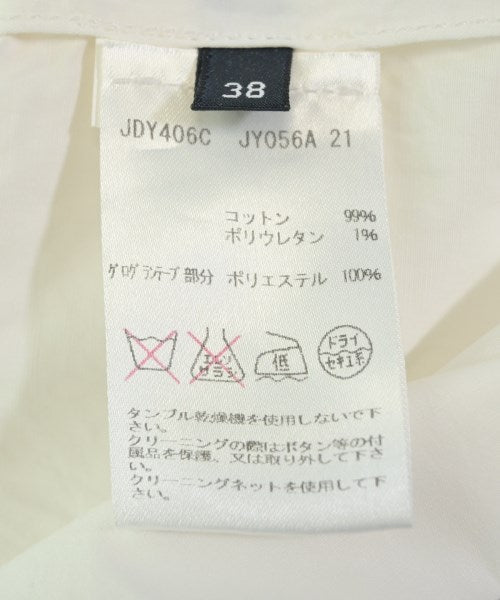 38
JDY406C JY056A 21
コットン 99%
ポリウレタン 1%
ｸﾞﾛｸﾞﾗﾝﾃｰﾌﾟ部分 ポリエステル 100%
エンソ
サラシ
低
ドライ
セキユ系
タンブル乾燥機を使用しないで下
さい。
クリーニングの際はボタン等の付
属品を保護、又は取り外して下さ
い。
クリーニングネットを使用して下
さい。